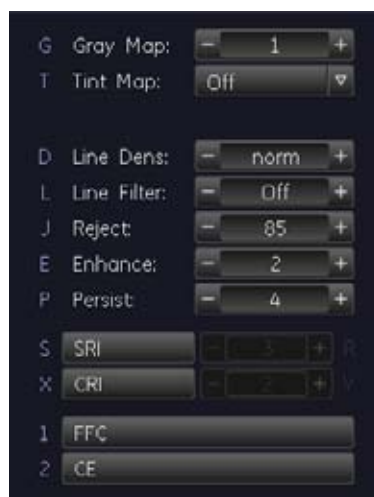 G Gray Map: - 1 +
T Tint Map: Off
D Line Dens: - norm +
L Line Filter: - Off +
J Reject: - 85 +
E Enhance: - 2 +
P Persist: - 4 +
S SRI - 3 + R
X CRI - 2 + V
1 FFC
2 CE